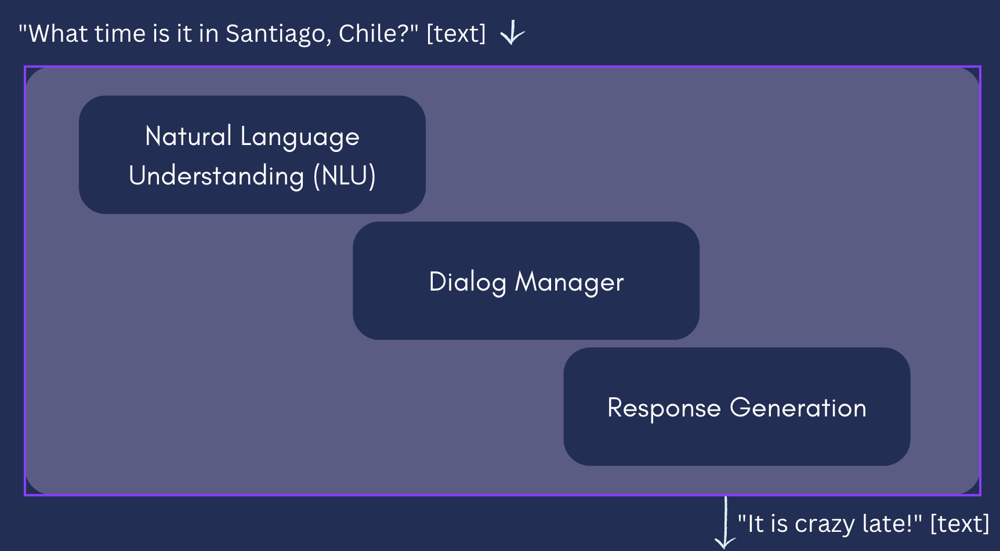 "What time is it in Santiago, Chile?" [text]
Natural Language
Understanding (NLU)
Dialog Manager
Response Generation
"It is crazy late!" [text]